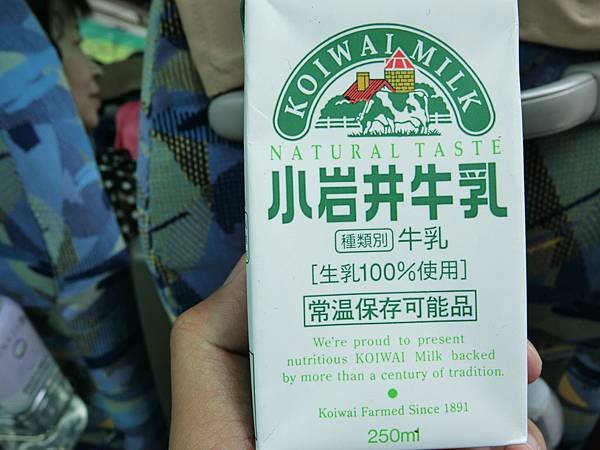 KOIWAI MILK
NATURAL TASTE
小岩井牛乳
種類別 牛乳
[生乳100%使用]
常温保存可能品
We're proud to present
nutritious KOIWAI Milk backed
by more than a century of tradition.
Koiwai Farmed Since 1891
250ml